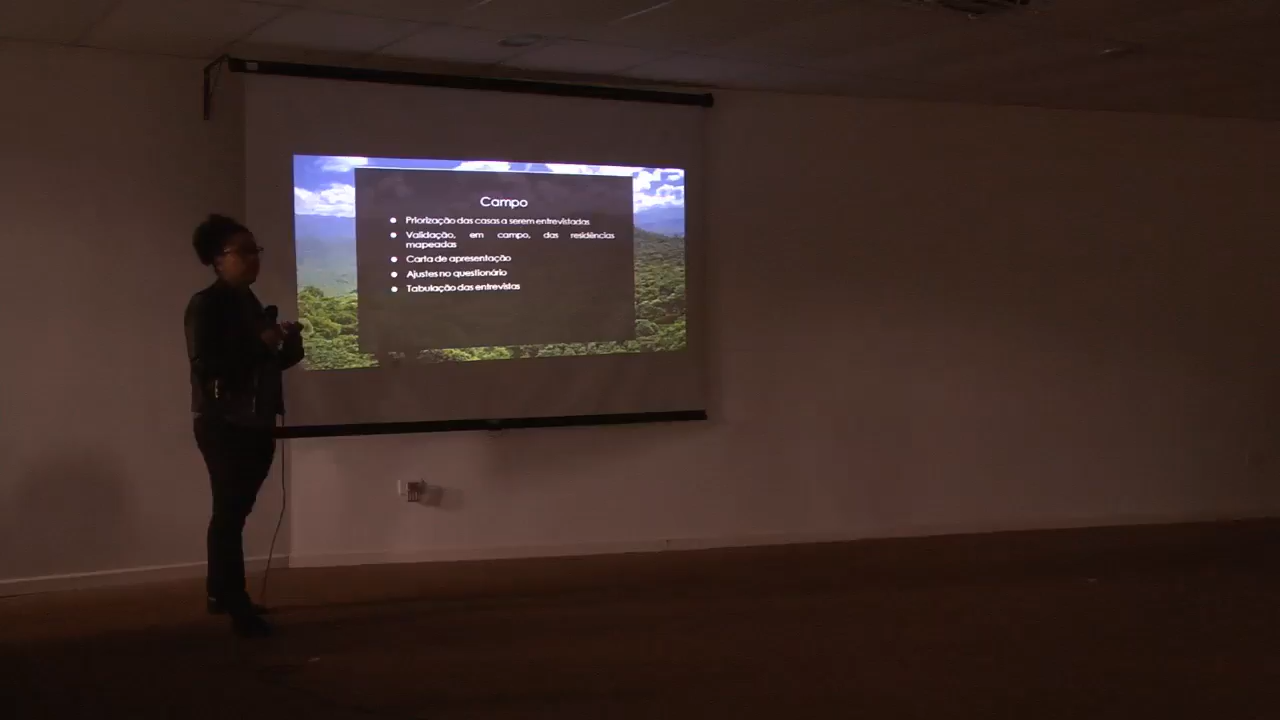 Campo
Priorização das casas a serem entrevistadas
Validação, em campo, das residências
mapeadas
Carta de apresentação
Ajustes no questionário
Tabulação das entrevistas